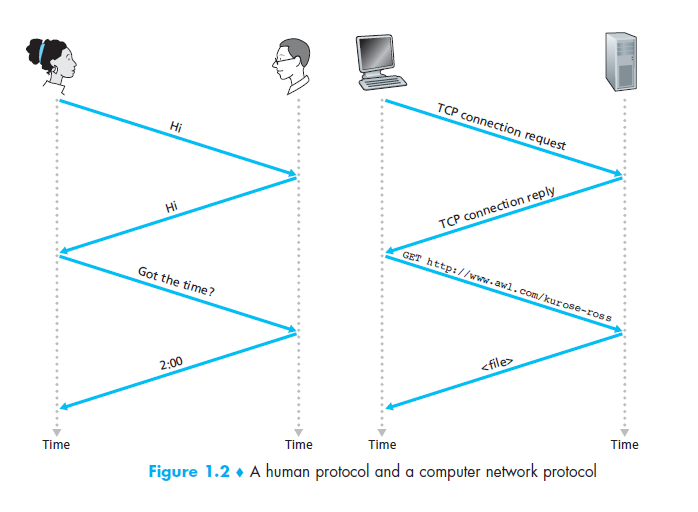 Hi
Hi
Got the time?
2:00
Time
Time
TCP connection request
TCP connection reply
GET http://www.awl.com/kurose-ross
<file>
Time
Time
Figure 1.2 ♦ A human protocol and a computer network protocol